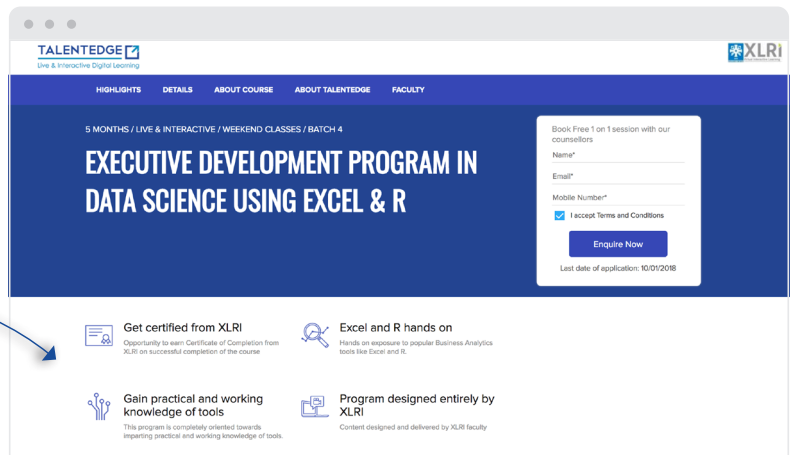 TALENTEDGE
Live & Interactive Digital Learning
XLRi
HIGHLIGHTS DETAILS ABOUT COURSE ABOUT TALENTEDGE FACULTY
5 MONTHS / LIVE & INTERACTIVE / WEEKEND CLASSES / BATCH 4
EXECUTIVE DEVELOPMENT PROGRAM IN
DATA SCIENCE USING EXCEL & R
Book Free 1 on 1 session with our
counsellors
Name*
Email*
Mobile Number*
I accept Terms and Conditions
Enquire Now
Last date of application: 10/01/2018
Get certified from XLRI
Opportunity to earn Certificate of Completion from
XLRI on successful completion of the course
Excel and R hands on
Hands on exposure to popular Business Analytics
tools like Excel and R.
Gain practical and working
knowledge of tools
This program is completely oriented towards
imparting practical and working knowledge of tools.
Program designed entirely by
XLRI
Content designed and delivered by XLRI faculty